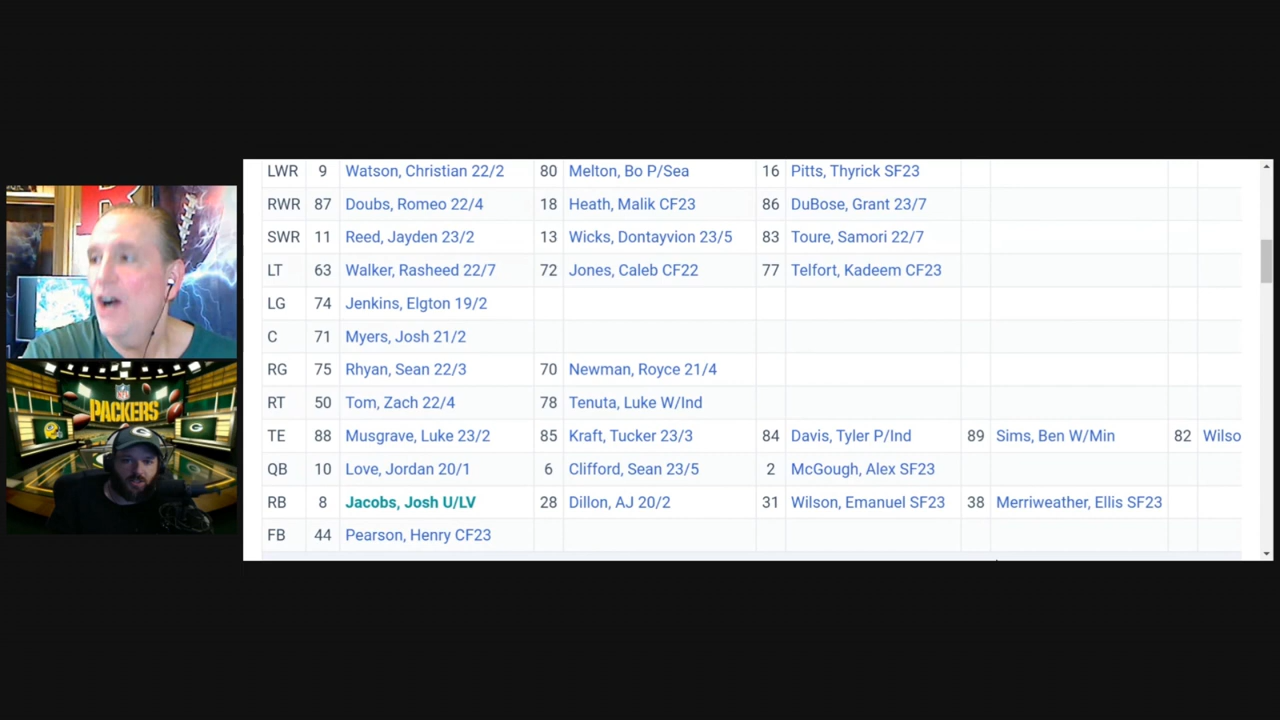 LWR 9 Watson, Christian 22/2 80 Melton, Bo P/Sea 16 Pitts, Thyrick SF23
RWR 87 Doubs, Romeo 22/4 18 Heath, Malik CF23 86 DuBose, Grant 23/7
SWR 11 Reed, Jayden 23/2 13 Wicks, Dontayvion 23/5 83 Toure, Samori 22/7
LT 63 Walker, Rasheed 22/7 72 Jones, Caleb CF22 77 Telfort, Kadeem CF23
LG 74 Jenkins, Elgton 19/2
C 71 Myers, Josh 21/2
RG 75 Rhyan, Sean 22/3 70 Newman, Royce 21/4
RT 50 Tom, Zach 22/4 78 Tenuta, Luke W/Ind
TE 88 Musgrave, Luke 23/2 85 Kraft, Tucker 23/3 84 Davis, Tyler P/Ind 89 Sims, Ben W/Min 82 Wilso
QB 10 Love, Jordan 20/1 6 Clifford, Sean 23/5 2 McGough, Alex SF23
RB 8 Jacobs, Josh U/LV 28 Dillon, AJ 20/2 31 Wilson, Emanuel SF23 38 Merriweather, Ellis SF23
FB 44 Pearson, Henry CF23
R
NFL
PACKERS
G
G